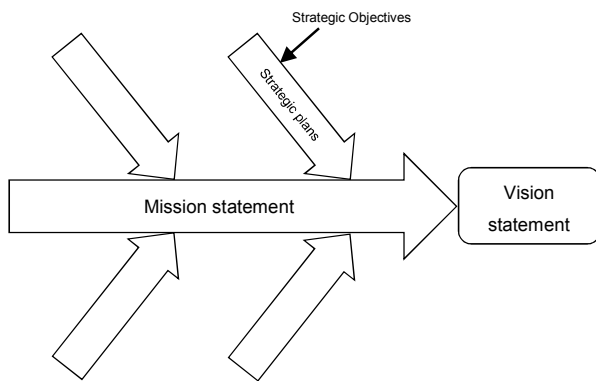 Strategic Objectives
Strategic plans
Mission statement
Vision
statement